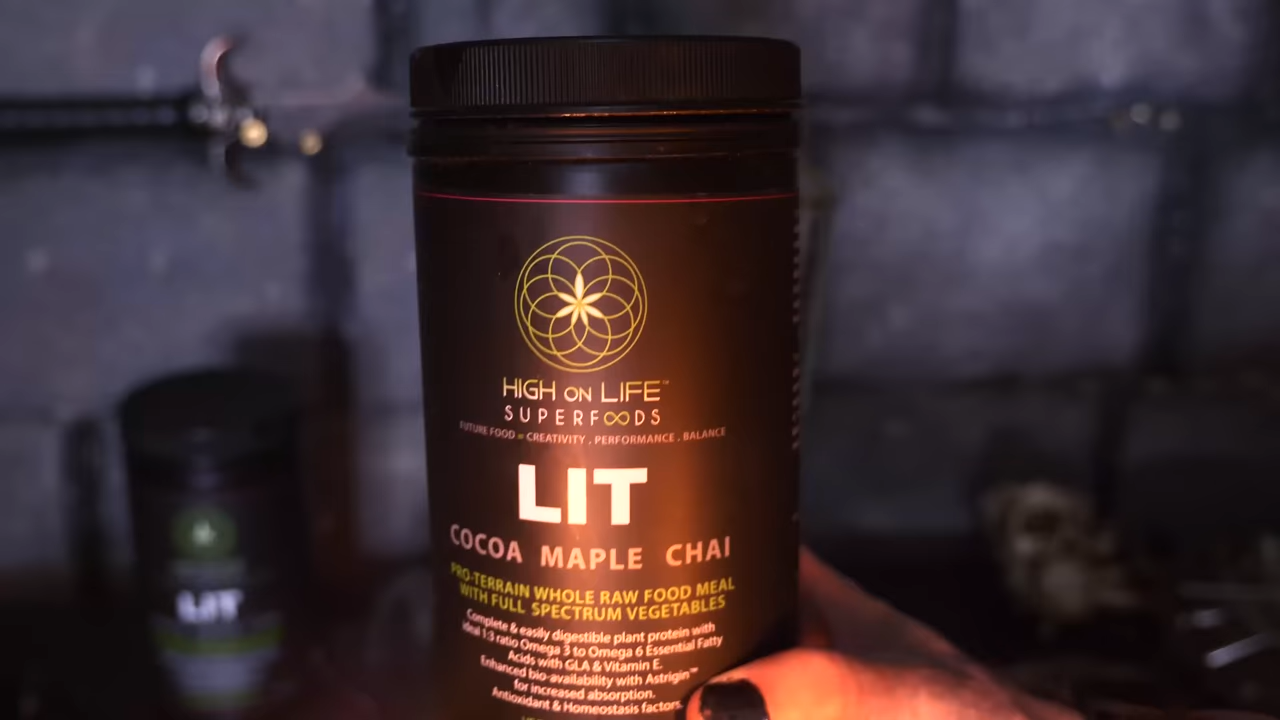 HIGH ON LIFE™
SUPERFOODS
FUTURE FOOD = CREATIVITY . PERFORMANCE . BALANCE
LIT
COCOA MAPLE CHAI
PRO-TERRAIN WHOLE RAW FOOD MEAL
WITH FULL SPECTRUM VEGETABLES
Complete & easily digestible plant protein with
ideal 1:3 ratio Omega 3 to Omega 6 Essential Fatty
Acids with GLA & Vitamin E.
Enhanced bio-availability with Astrigin™
for increased absorption.
Antioxidant & Homeostasis factors.
LIT